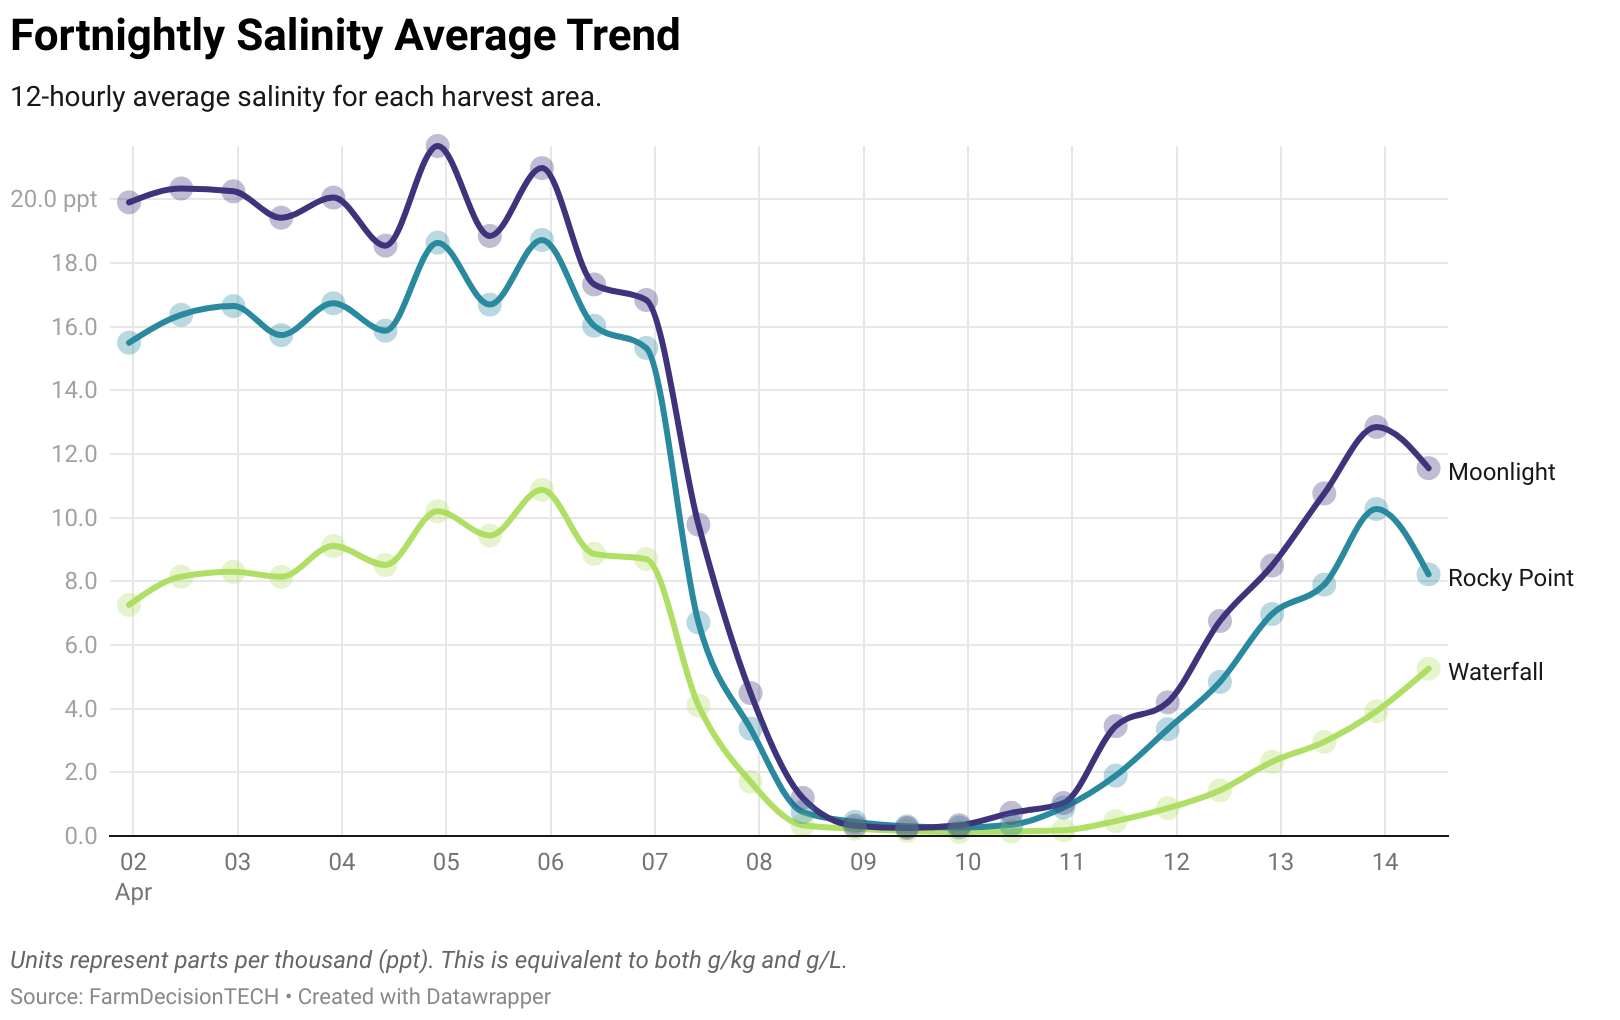 Fortnightly Salinity Average Trend
12-hourly average salinity for each harvest area.
20.0 ppt
18.0
16.0
14.0
12.0
10.0
8.0
6.0
4.0
2.0
0.0
Moonlight
Rocky Point
Waterfall
02 03 04 05 06 07 08 09 10 11 12 13 14
Apr
Units represent parts per thousand (ppt). This is equivalent to both g/kg and g/L.
Source: FarmDecisionTECH • Created with Datawrapper